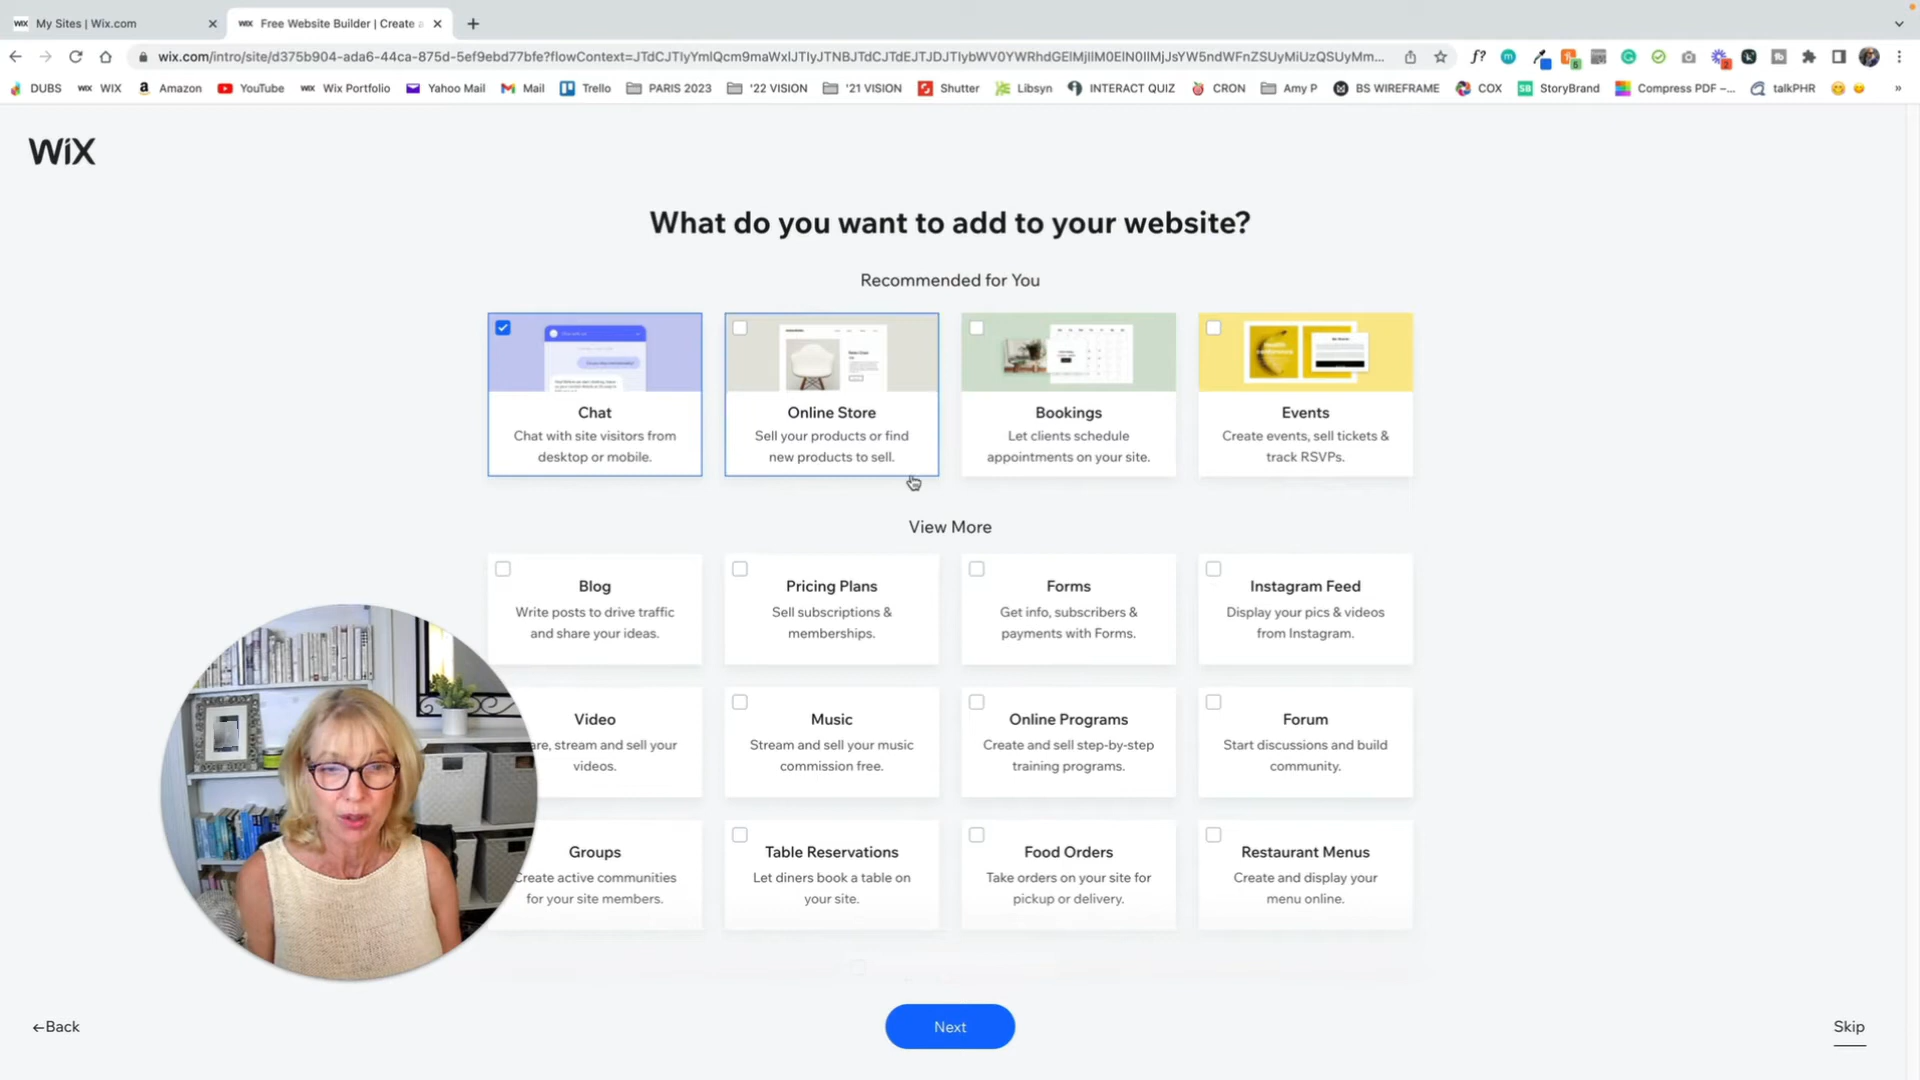 WiX My Sites | Wix.com
WiX Free Website Builder | Create a
wix.com/intro/site/d375b904-ada6-44ca-875d-5ef9ebd77bfe?flowContext=
DUBS WIX Amazon YouTube Wix Portfolio Yahoo Mail Mail Trello PARIS 2023 '22 VISION '21 VISION Shutter Libsyn INTERACT QUIZ CRON Amy P BS WIREFRAME COX StoryBrand Compress PDF –... talkPHR »
WiX
What do you want to add to your website?
Recommended for You
Chat
Chat with site visitors from
desktop or mobile.
Online Store
Sell your products or find
new products to sell.
Bookings
Let clients schedule
appointments on your site.
Events
Create events, sell tickets &
track RSVPs.
View More
Blog
Write posts to drive traffic
and share your ideas.
Pricing Plans
Sell subscriptions &
memberships.
Forms
Get info, subscribers &
payments with Forms.
Instagram Feed
Display your pics & videos
from Instagram.
Video
are, stream and sell your
videos.
Music
Stream and sell your music
commission free.
Online Programs
Create and sell step-by-step
training programs.
Forum
Start discussions and build
community.
Groups
Create active communities
for your site members.
Table Reservations
Let diners book a table on
your site.
Food Orders
Take orders on your site for
pickup or delivery.
Restaurant Menus
Create and display your
menu online.
←Back
Next
Skip